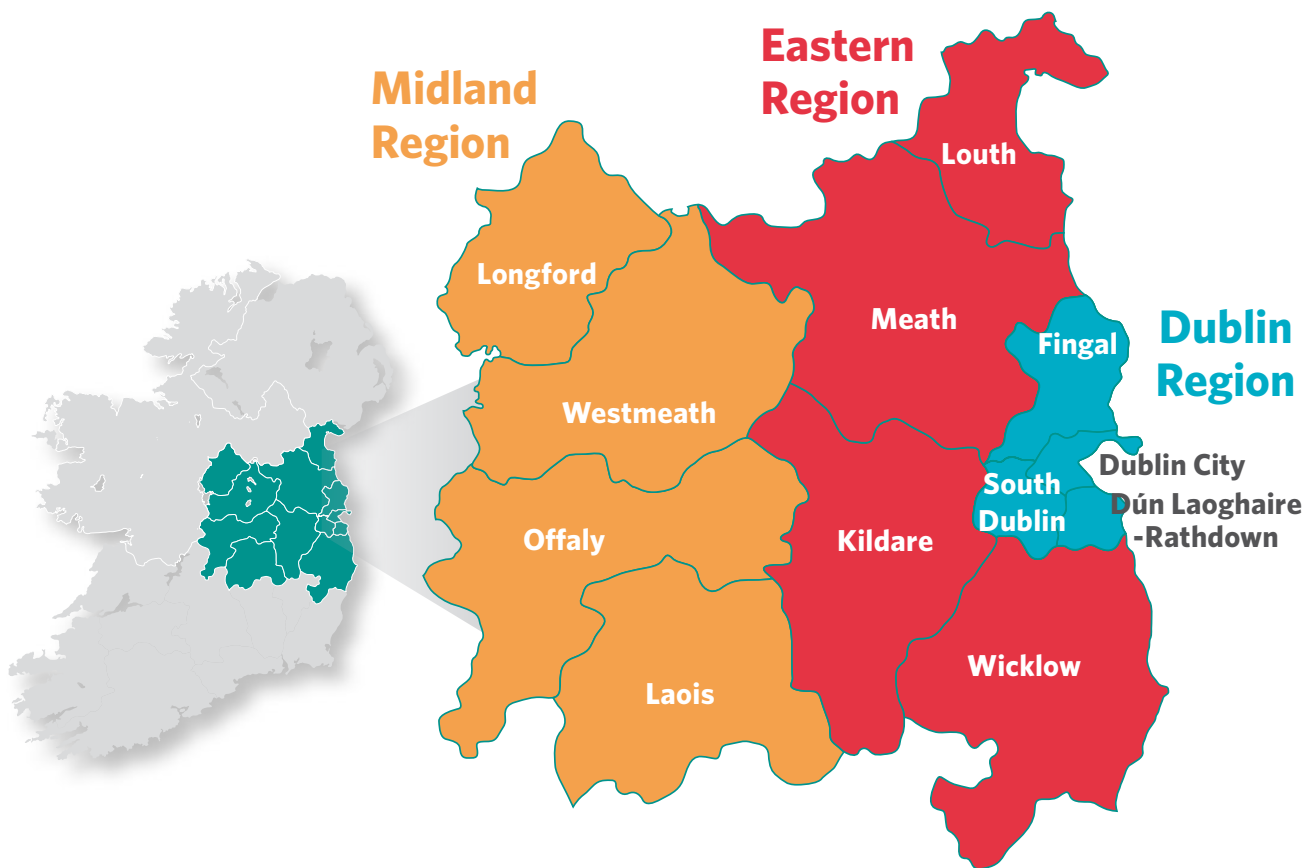 Midland
Region
Eastern
Region
Louth
Longford
Meath
Fingal
Dublin
Region
Westmeath
Dublin City
South
Dublin
Dún Laoghaire
-Rathdown
Offaly
Kildare
Wicklow
Laois